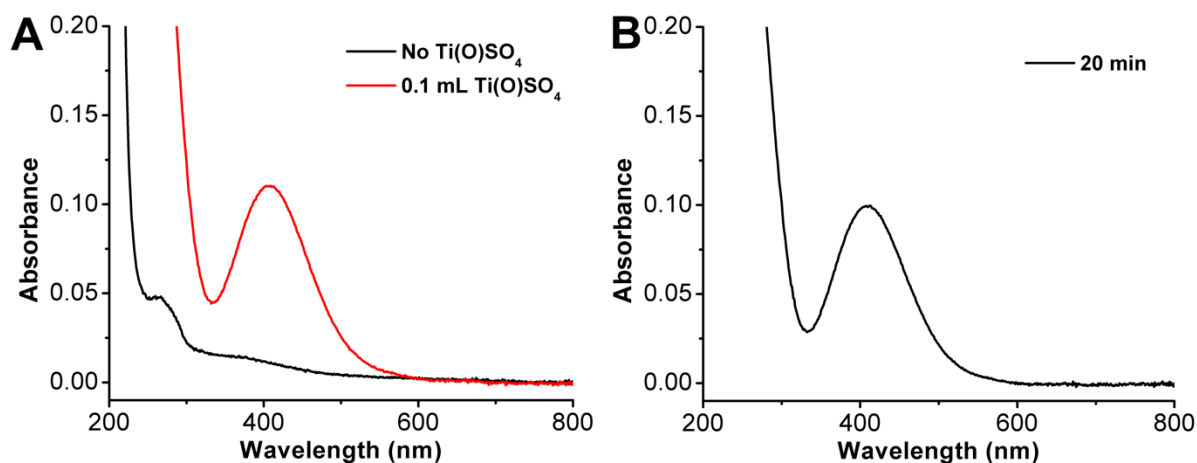 A
0.20
0.15
0.10
0.05
0.00
Absorbance
No Ti(O)SO₄
0.1 mL Ti(O)SO₄
200
400
600
800
Wavelength (nm)
B
0.20
0.15
0.10
0.05
0.00
Absorbance
20 min
200
400
600
800
Wavelength (nm)